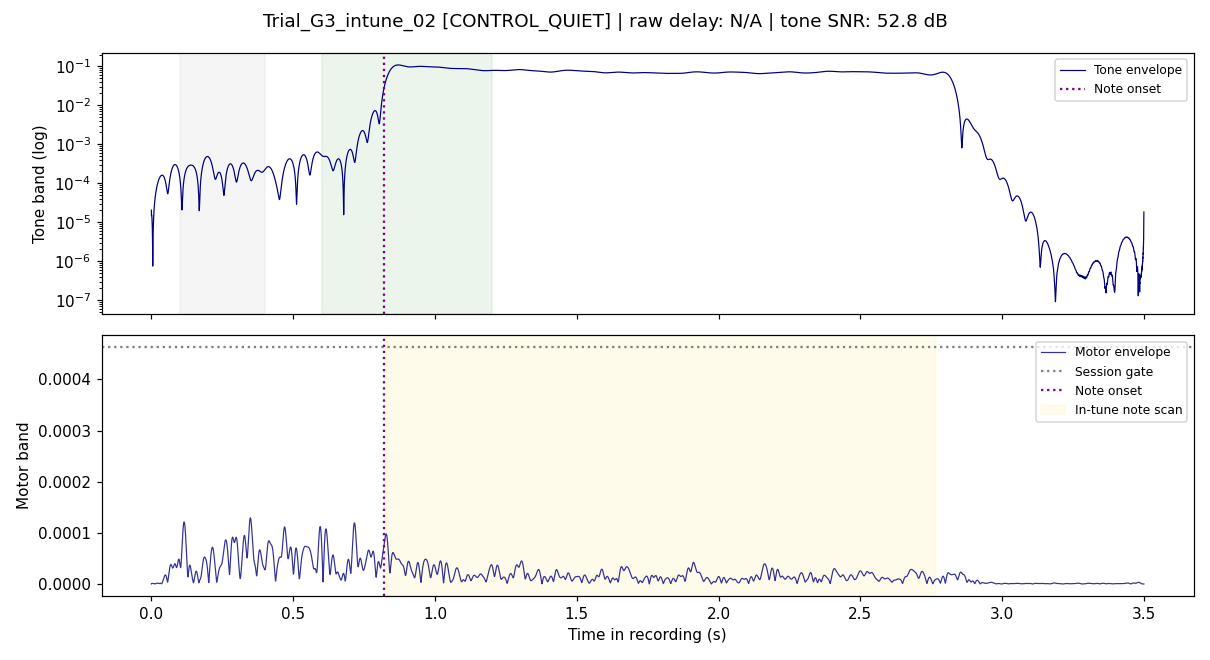 Trial_G3_intune_02 [CONTROL_QUIET] | raw delay: N/A | tone SNR: 52.8 dB
Tone band (log)
10⁻¹
10⁻²
10⁻³
10⁻⁴
10⁻⁵
10⁻⁶
10⁻⁷
Tone envelope
Note onset
Motor band
0.0004
0.0003
0.0002
0.0001
0.0000
Motor envelope
Session gate
Note onset
In-tune note scan
0.0 0.5 1.0 1.5 2.0 2.5 3.0 3.5
Time in recording (s)